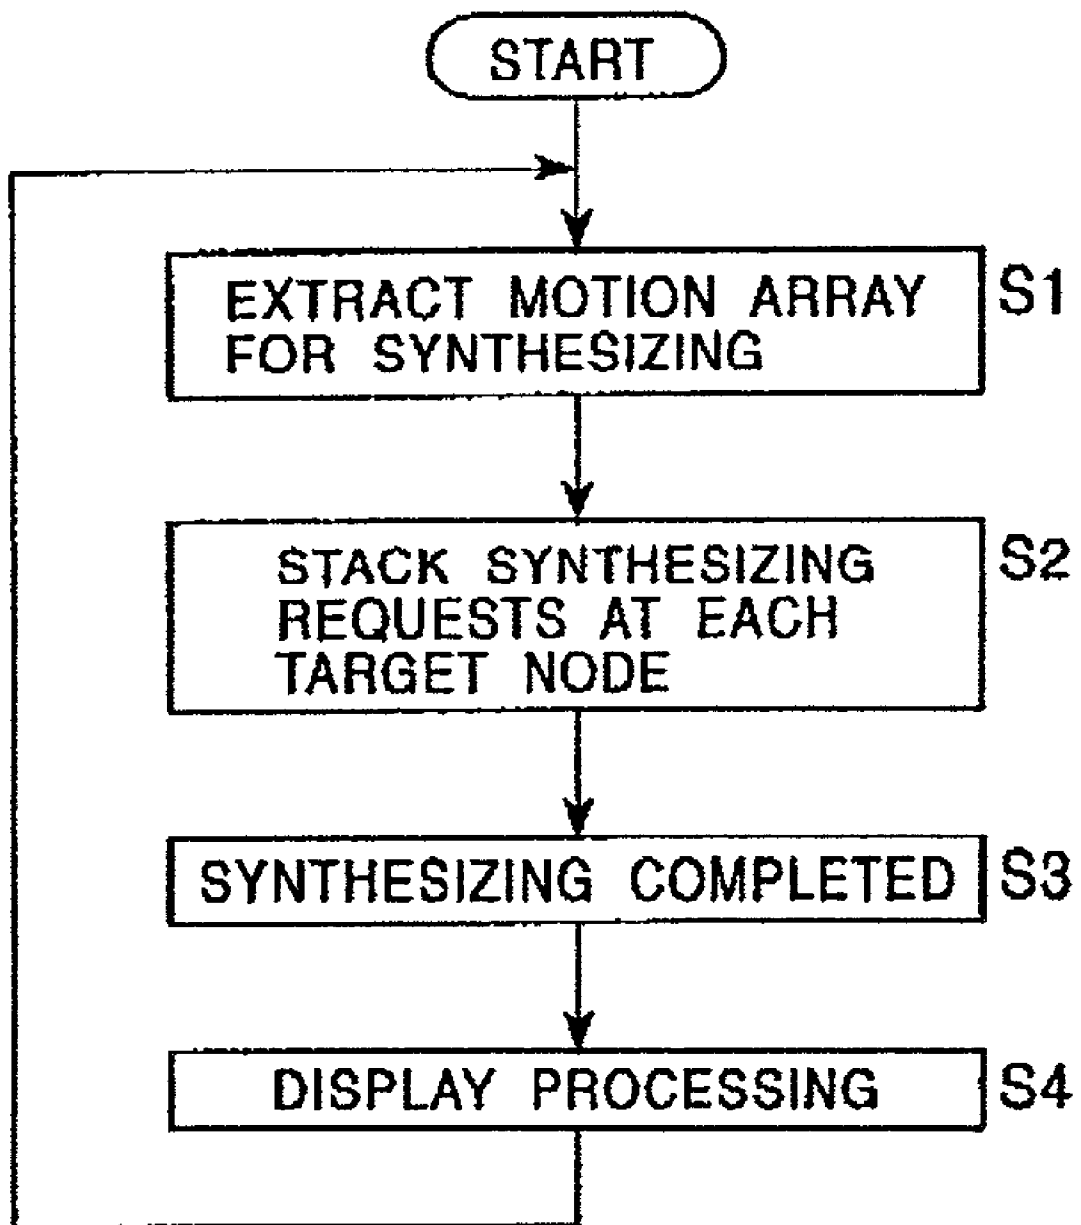 START
EXTRACT MOTION ARRAY
FOR SYNTHESIZING
S1
STACK SYNTHESIZING
REQUESTS AT EACH
TARGET NODE
S2
SYNTHESIZING COMPLETED
S3
DISPLAY PROCESSING
S4